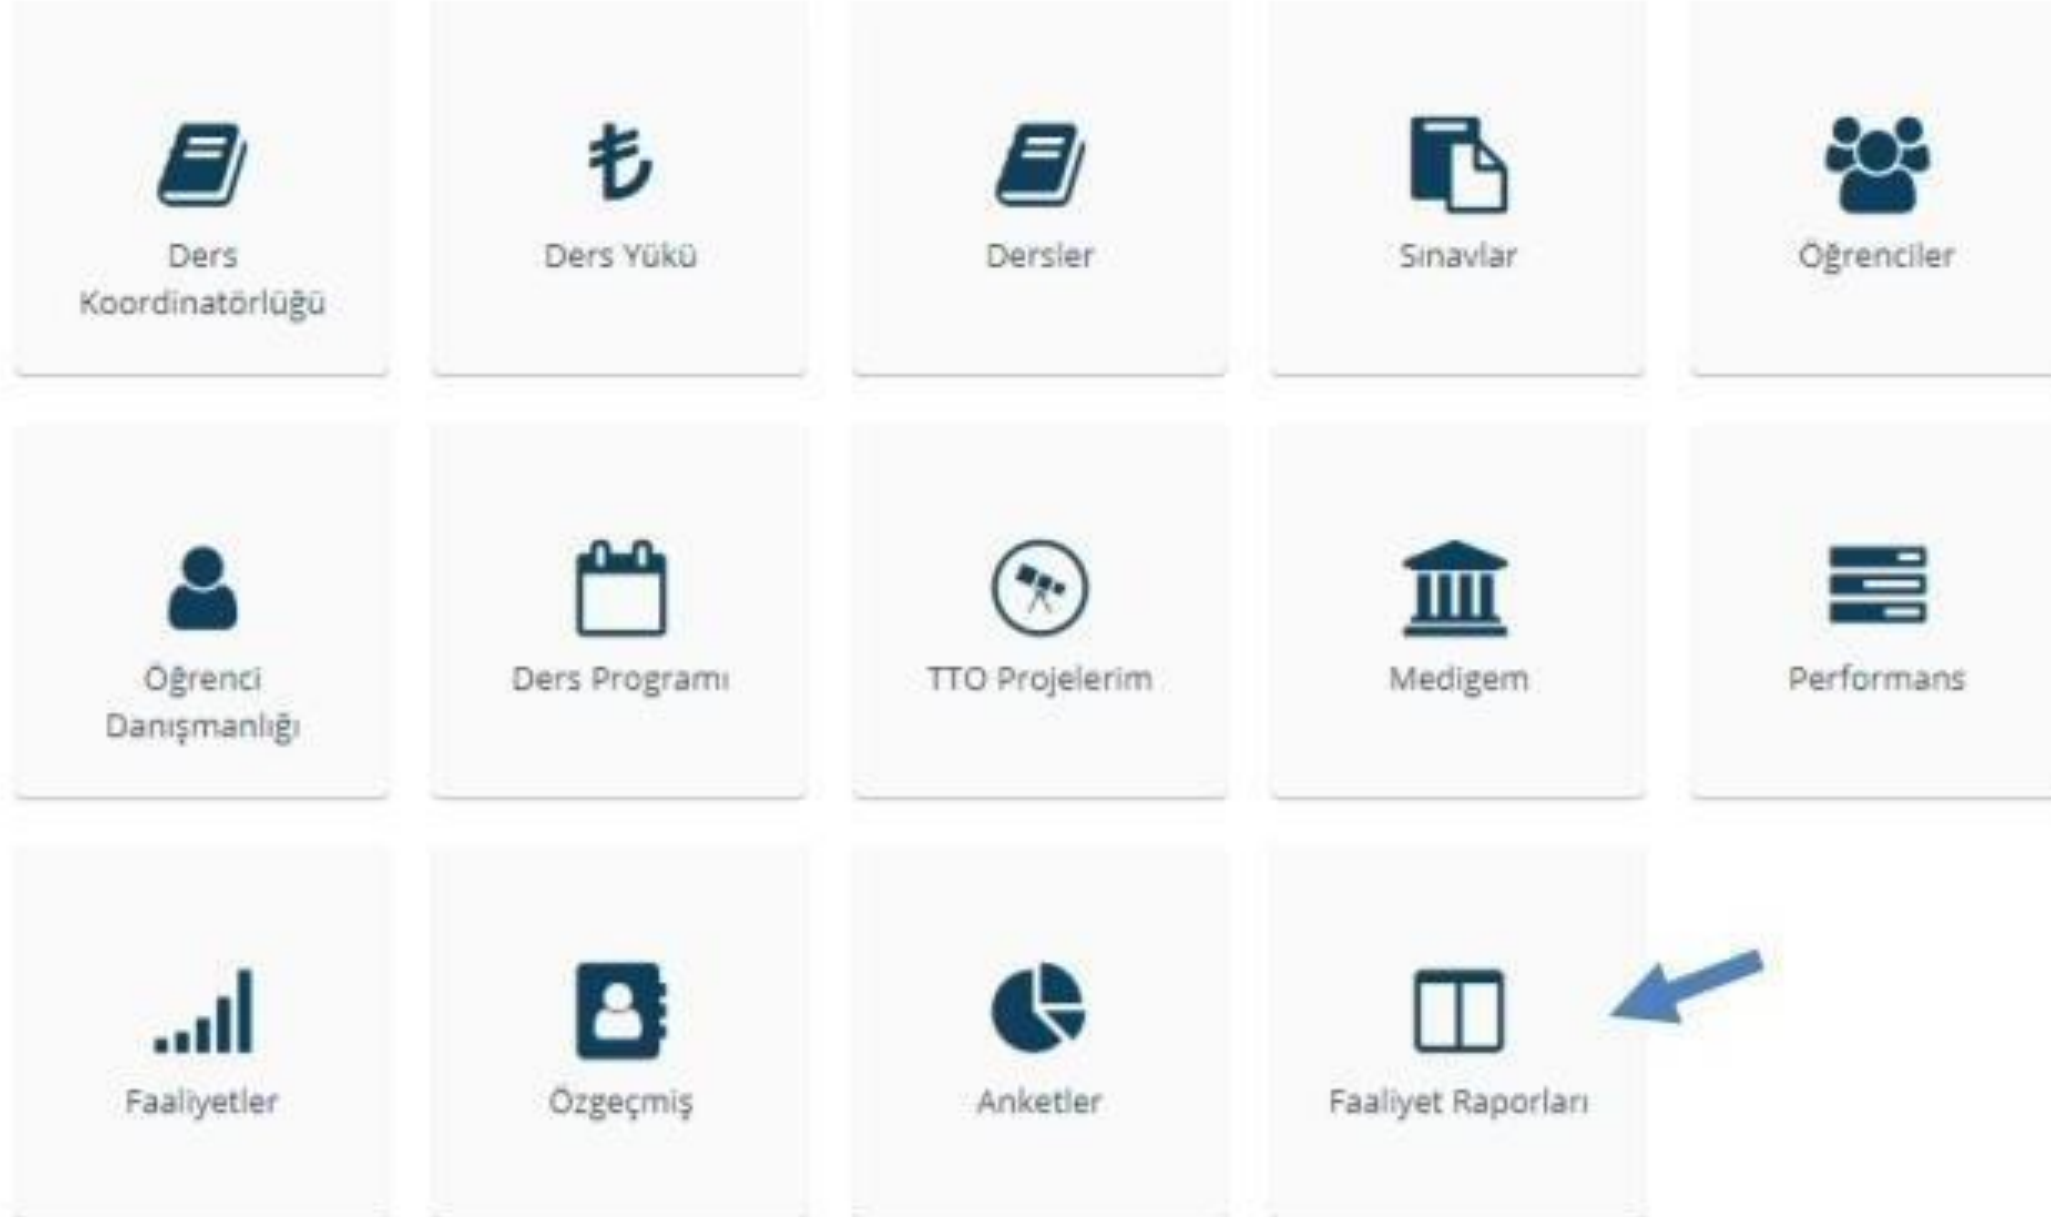 Ders
Koordinatörlüğü
Ders Yükü
Dersler
Sınavlar
Öğrenciler
Öğrenci
Danışmanlığı
Ders Programı
TTO Projelerim
Medigem
Performans
Faaliyetler
Özgeçmiş
Anketler
Faaliyet Raporları